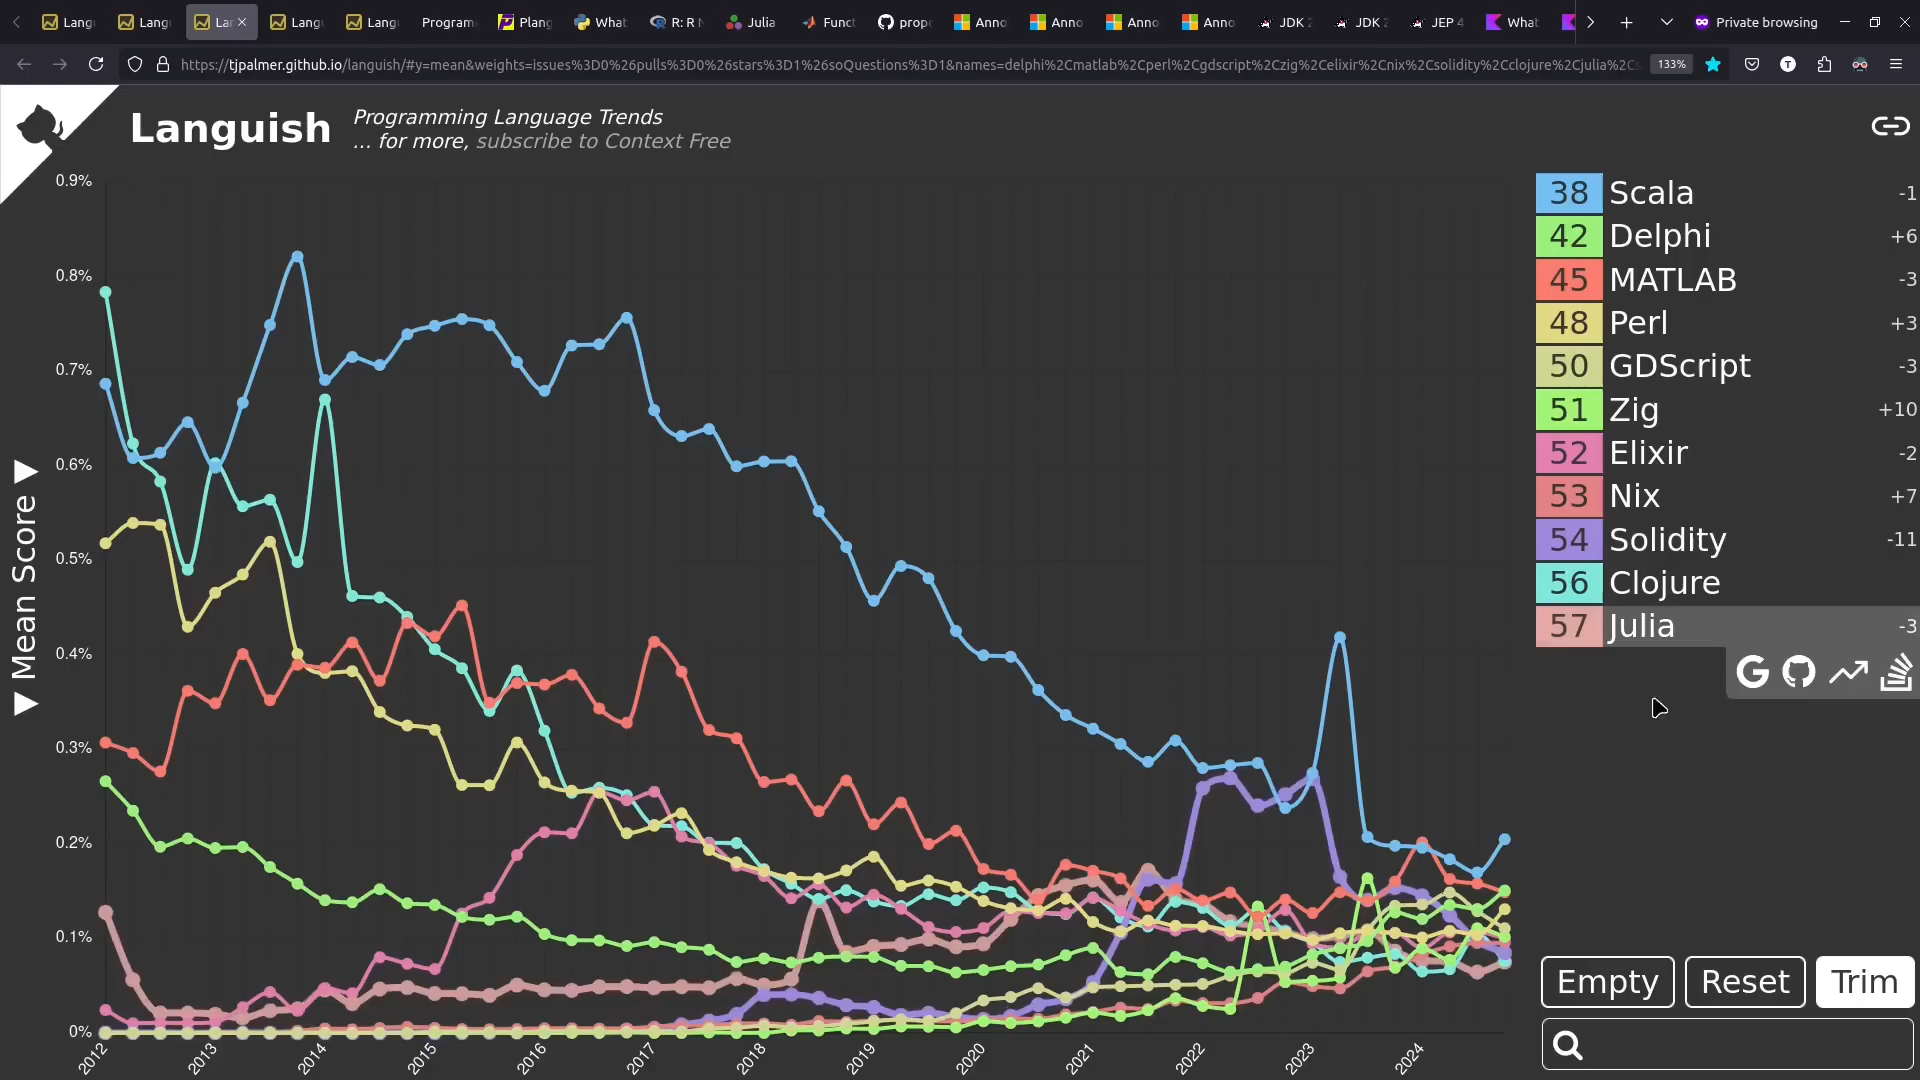 Lang
Langu
Lar
Langu
Langu
Program
Plang
What
R: R
Julia
Funct
prop
Anno
Anno
Anno
Anno
JDK
JDK
JEP 4
What
Private browsing
https://tjpalmer.github.io/languish/#y=mean&weights=issues%3D0%26pulls%3D0%26stars%3D1%26soQuestions%3D1&names=delphi%2Cmatlab%2Cperl%2Cgdscript%2Czig%2Celixir%2Cnix%2Csolidity%2Cclojure%2Cjulia%2C
133%
Languish
Programming Language Trends
... for more, subscribe to Context Free
Mean Score
0.9%
0.8%
0.7%
0.6%
0.5%
0.4%
0.3%
0.2%
0.1%
0%
2012 2013 2014 2015 2016 2017 2018 2019 2020 2021 2022 2023 2024
38 Scala -1
42 Delphi +6
45 MATLAB -3
48 Perl +3
50 GDScript -3
51 Zig +10
52 Elixir -2
53 Nix +7
54 Solidity -11
56 Clojure
57 Julia -3
Empty Reset Trim